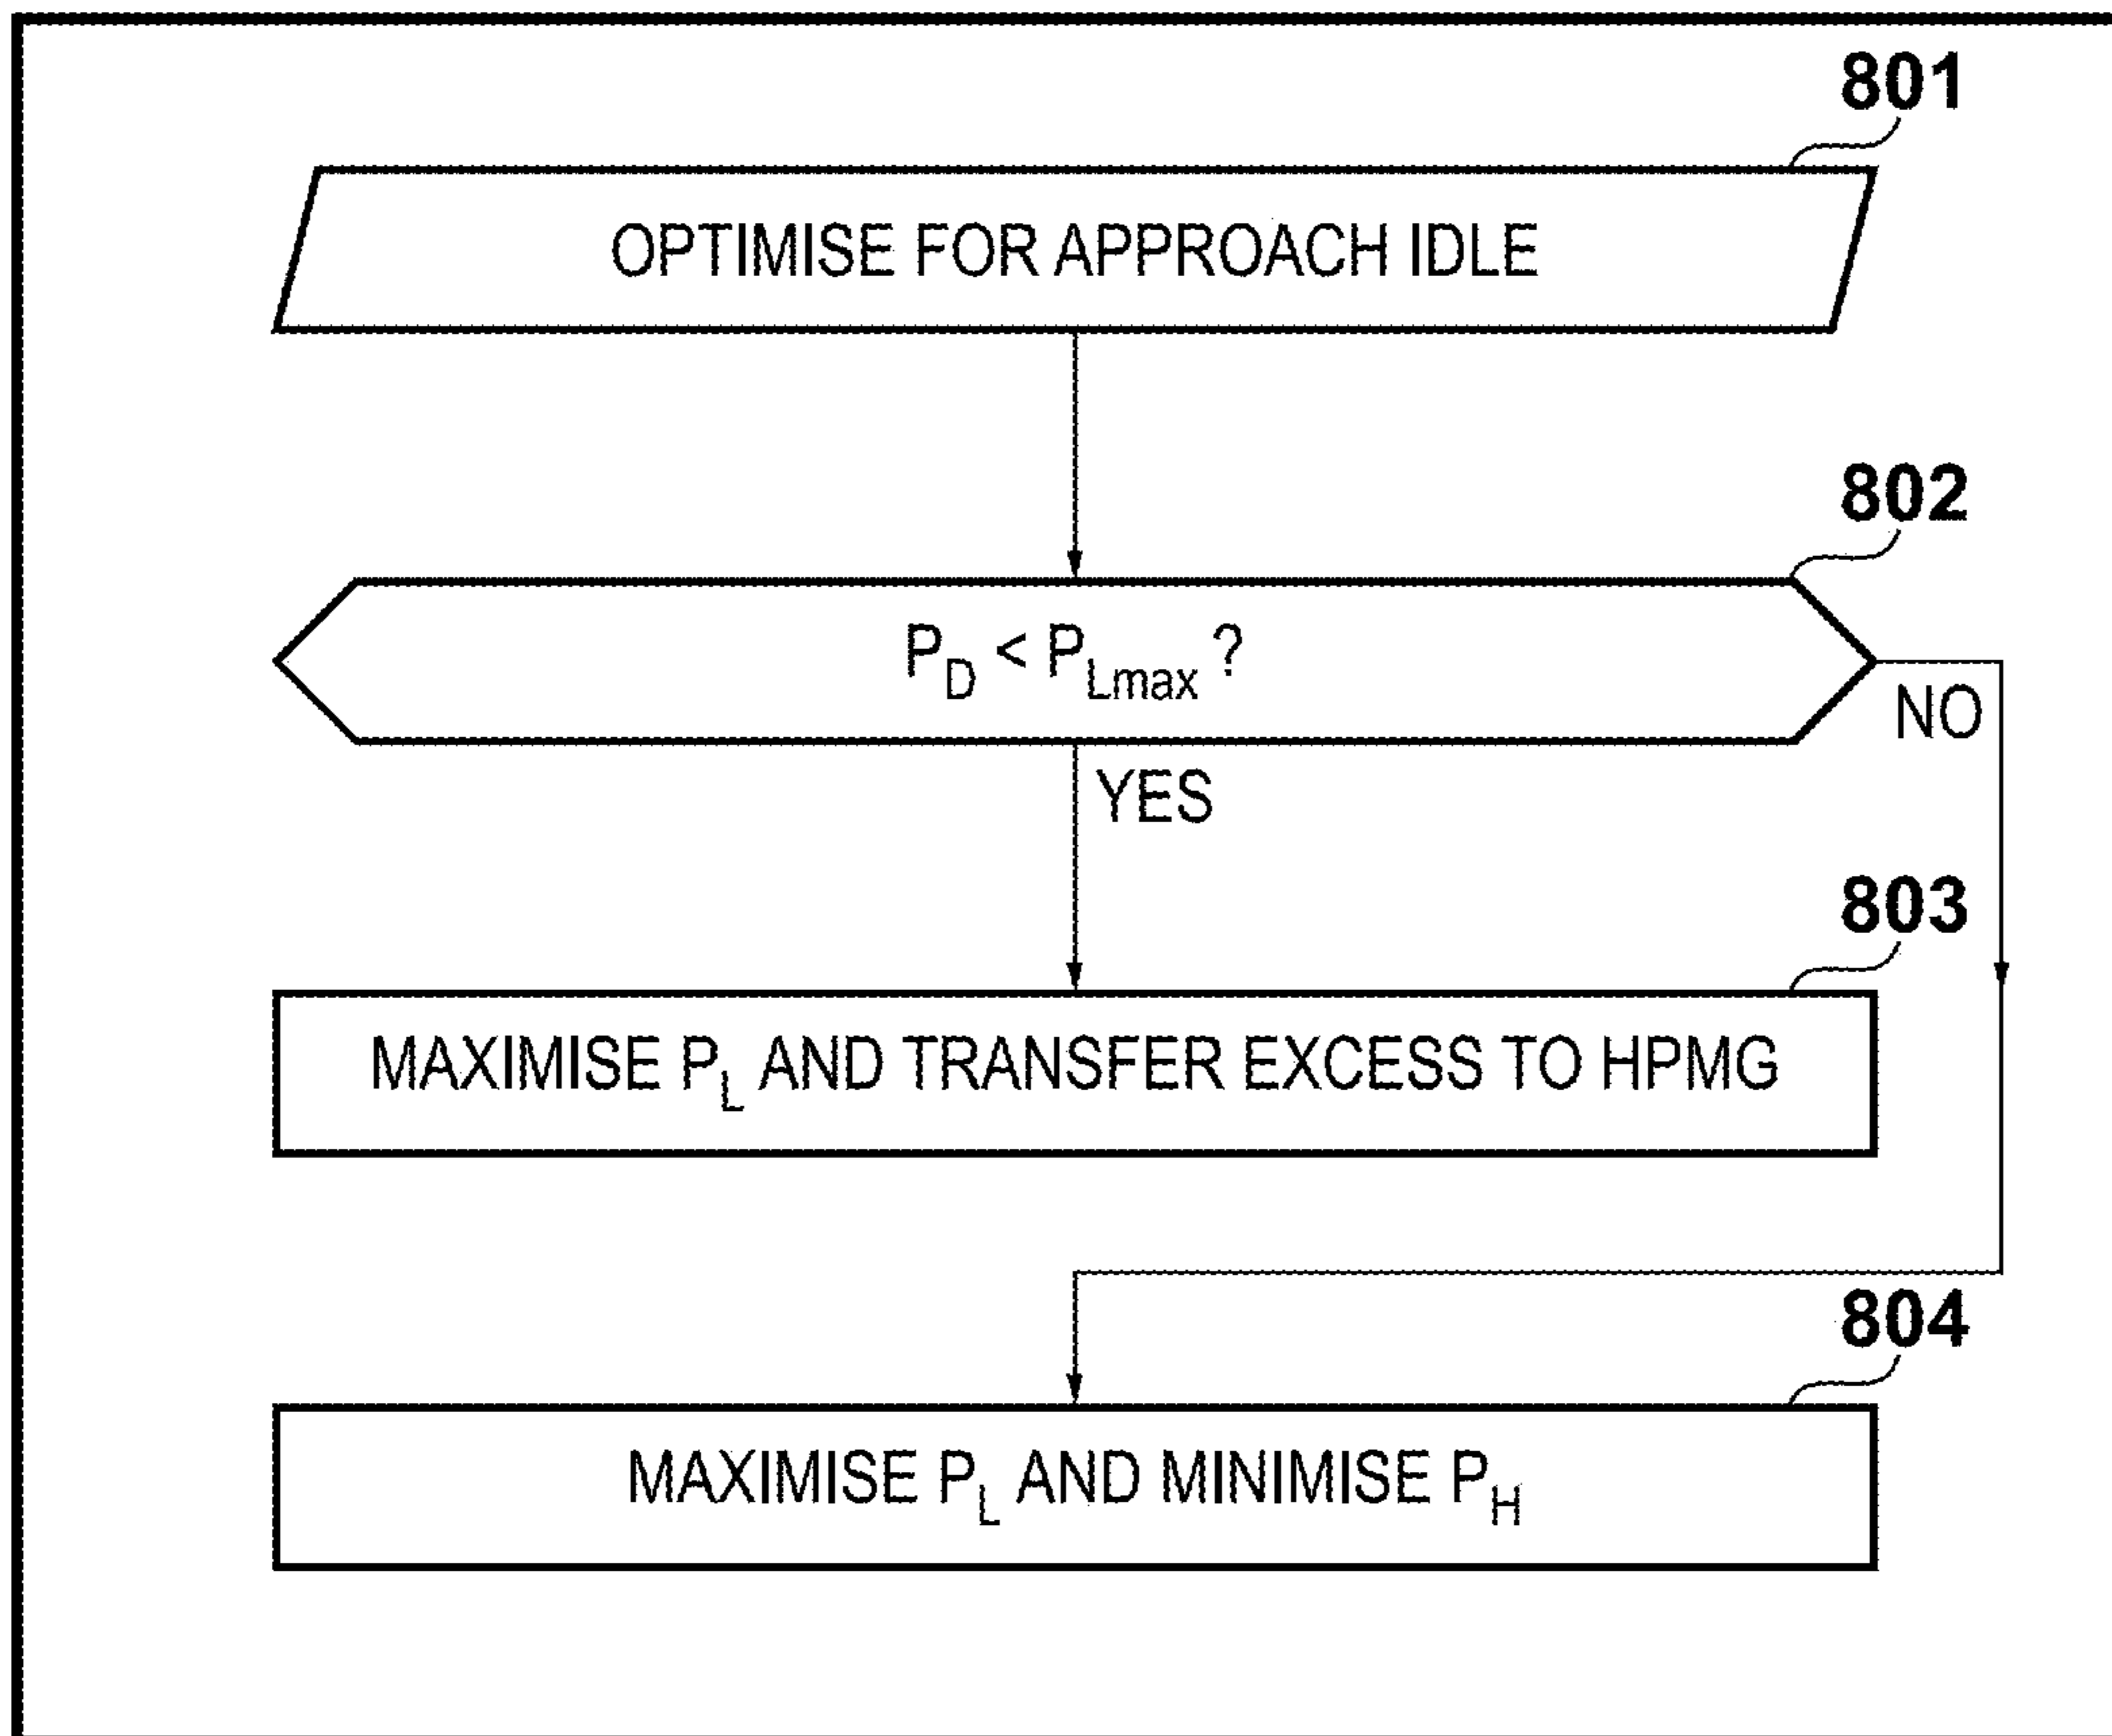 801
OPTIMISE FOR APPROACH IDLE
802
P_D < P_Lmax ?
NO
YES
803
MAXIMISE P_L AND TRANSFER EXCESS TO HPMG
804
MAXIMISE P_L AND MINIMISE P_H